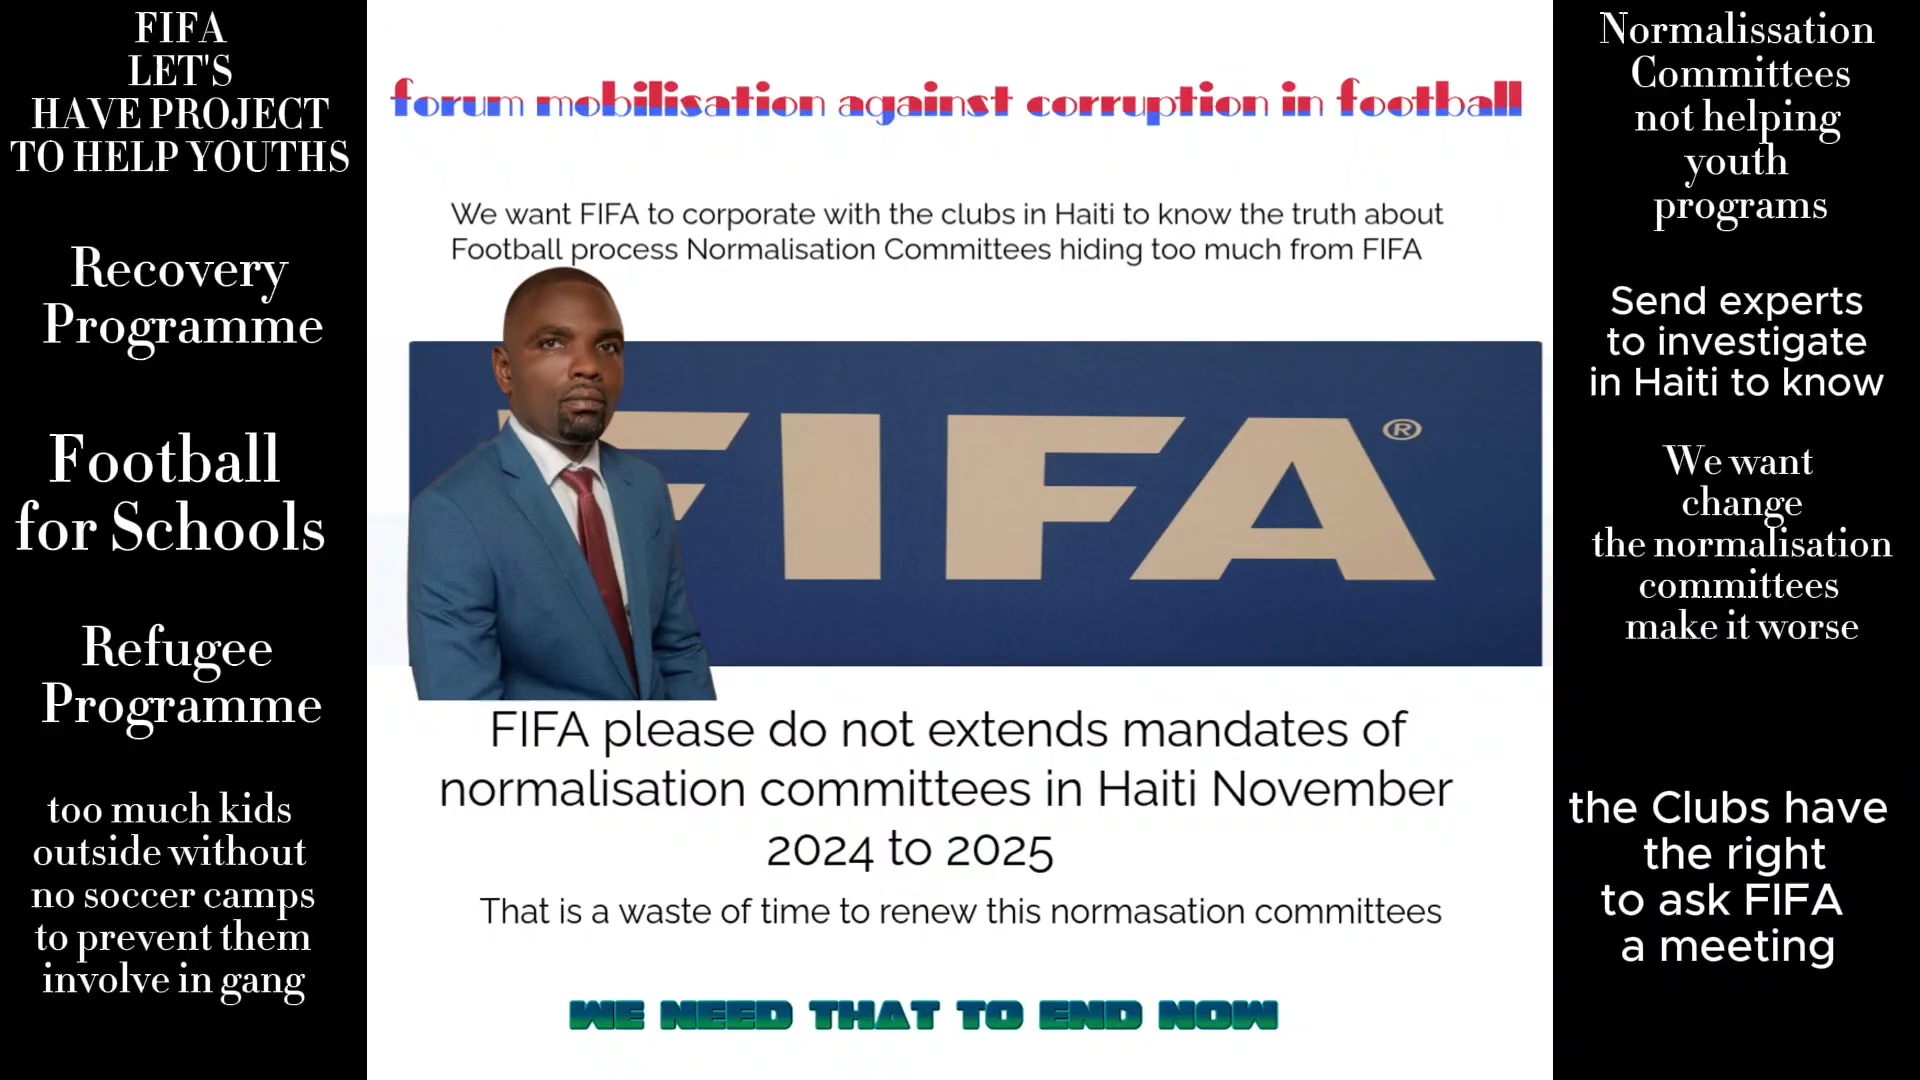 FIFA
LET'S
HAVE PROJECT
TO HELP YOUTHS
Recovery
Programme
Football
for Schools
Refugee
Programme
too much kids
outside without
no soccer camps
to prevent them
involve in gang
forum mobilisation against corruption in football
We want FIFA to corporate with the clubs in Haiti to know the truth about
Football process Normalisation Committees hiding too much from FIFA
FIFA®
FIFA please do not extends mandates of
normalisation committees in Haiti November
2024 to 2025
That is a waste of time to renew this normasation committees
WE NEED THAT TO END NOW
Normalissation
Committees
not helping
youth
programs
Send experts
to investigate
in Haiti to know
We want
change
the normalisation
committees
make it worse
the Clubs have
the right
to ask FIFA
a meeting